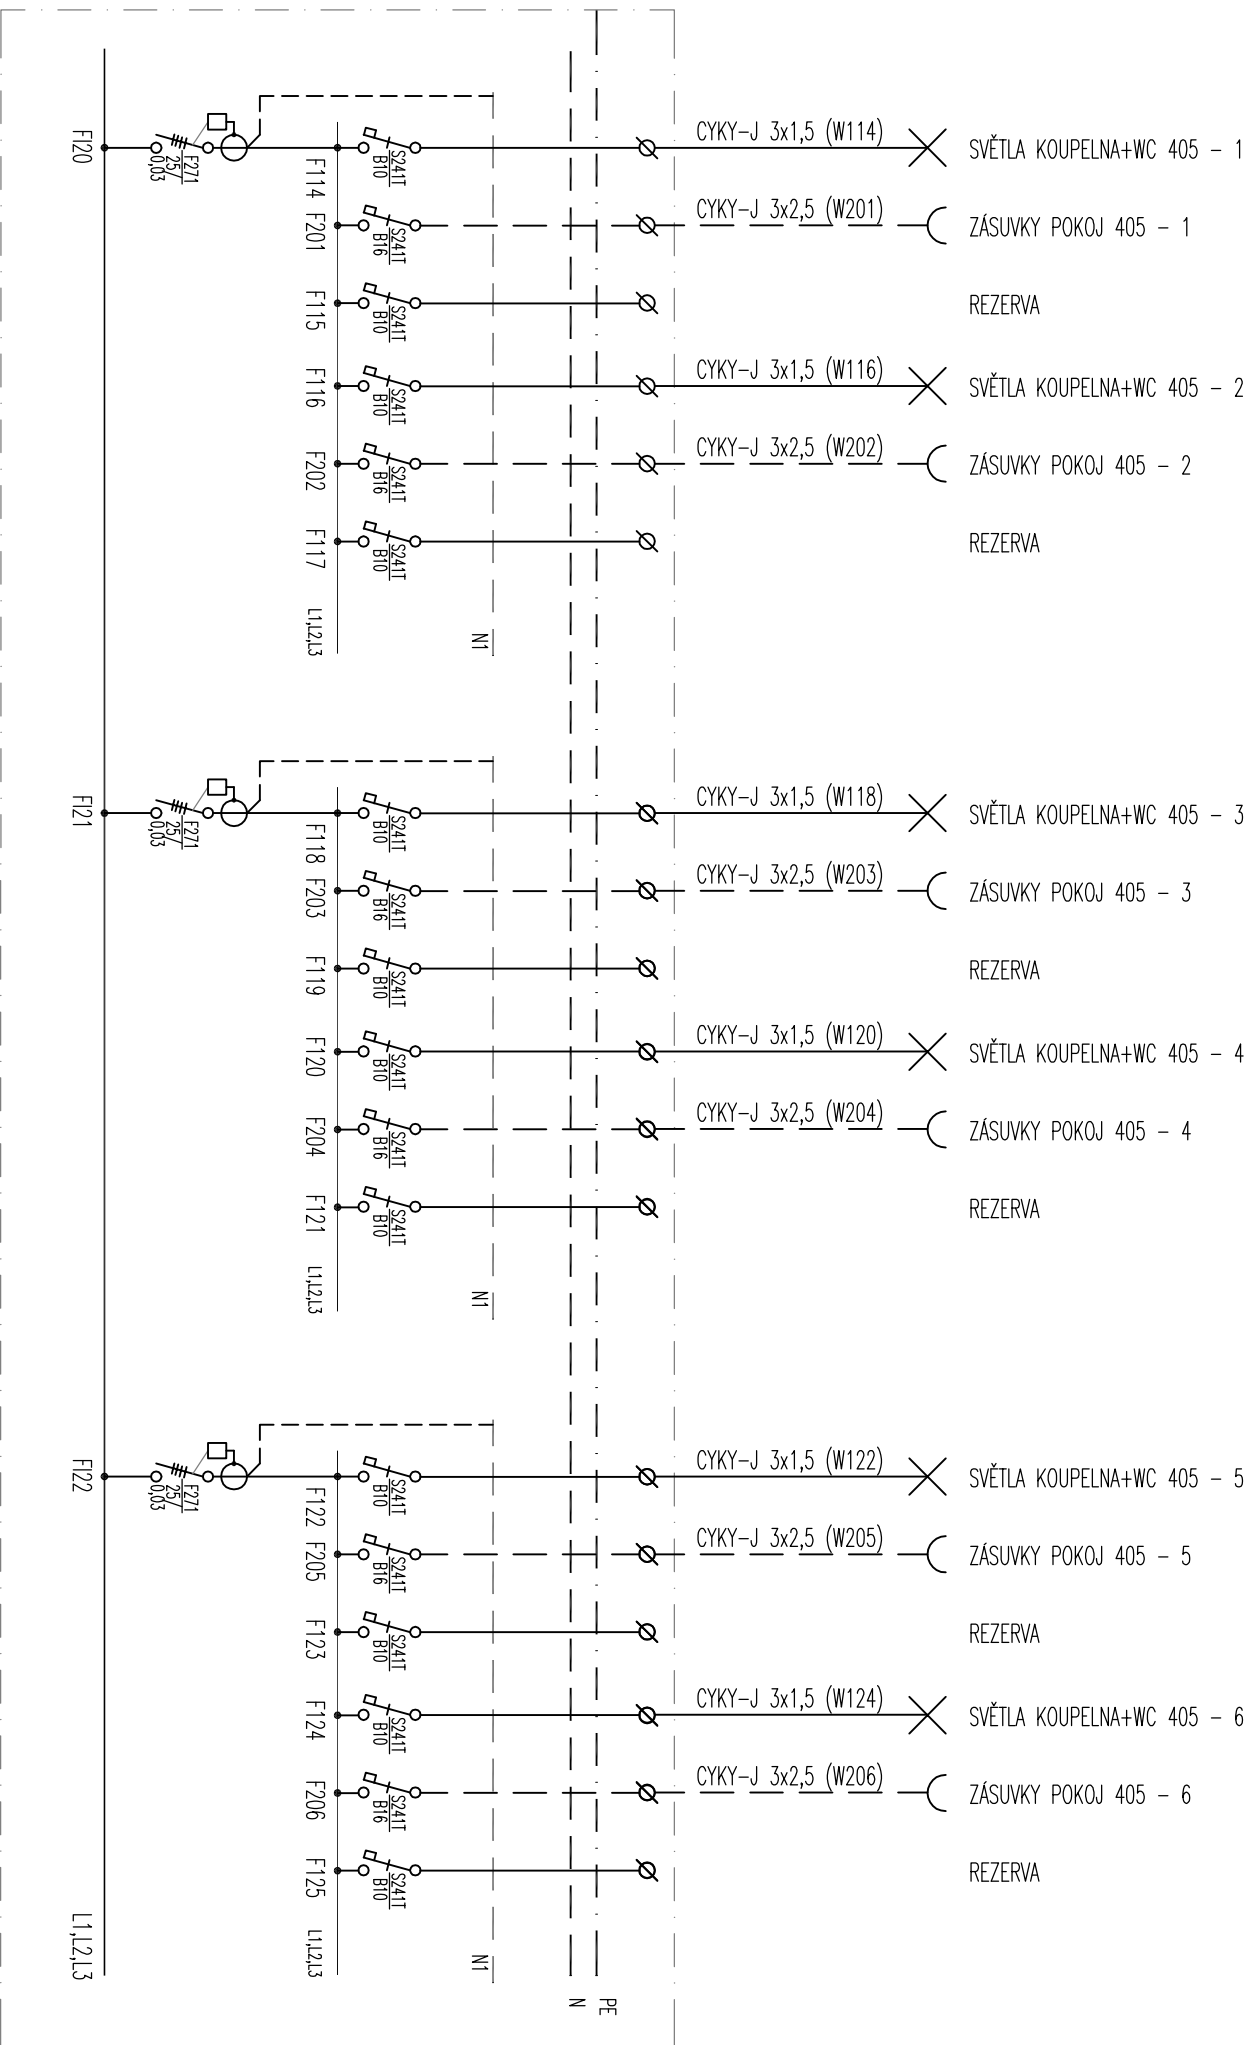 FI20
F271
25/
0,03
F114
S241T
B10
CYKY-J 3x1,5 (W114)
SVĚTLA KOUPELNA+WC 405 - 1
F201
S241T
B16
CYKY-J 3x2,5 (W201)
ZÁSUVKY POKOJ 405 - 1
F115
S241T
B10
REZERVA
F116
S241T
B10
CYKY-J 3x1,5 (W116)
SVĚTLA KOUPELNA+WC 405 - 2
F202
S241T
B16
CYKY-J 3x2,5 (W202)
ZÁSUVKY POKOJ 405 - 2
F117
S241T
B10
REZERVA
L1,L2,L3
N1
FI21
F271
25/
0,03
F118
S241T
B10
CYKY-J 3x1,5 (W118)
SVĚTLA KOUPELNA+WC 405 - 3
F203
S241T
B16
CYKY-J 3x2,5 (W203)
ZÁSUVKY POKOJ 405 - 3
F119
S241T
B10
REZERVA
F120
S241T
B10
CYKY-J 3x1,5 (W120)
SVĚTLA KOUPELNA+WC 405 - 4
F204
S241T
B16
CYKY-J 3x2,5 (W204)
ZÁSUVKY POKOJ 405 - 4
F121
S241T
B10
REZERVA
L1,L2,L3
N1
FI22
F271
25/
0,03
F122
S241T
B10
CYKY-J 3x1,5 (W122)
SVĚTLA KOUPELNA+WC 405 - 5
F205
S241T
B16
CYKY-J 3x2,5 (W205)
ZÁSUVKY POKOJ 405 - 5
F123
S241T
B10
REZERVA
F124
S241T
B10
CYKY-J 3x1,5 (W124)
SVĚTLA KOUPELNA+WC 405 - 6
F206
S241T
B16
CYKY-J 3x2,5 (W206)
ZÁSUVKY POKOJ 405 - 6
F125
S241T
B10
REZERVA
L1,L2,L3
L1,L2,L3
N1
N
PE